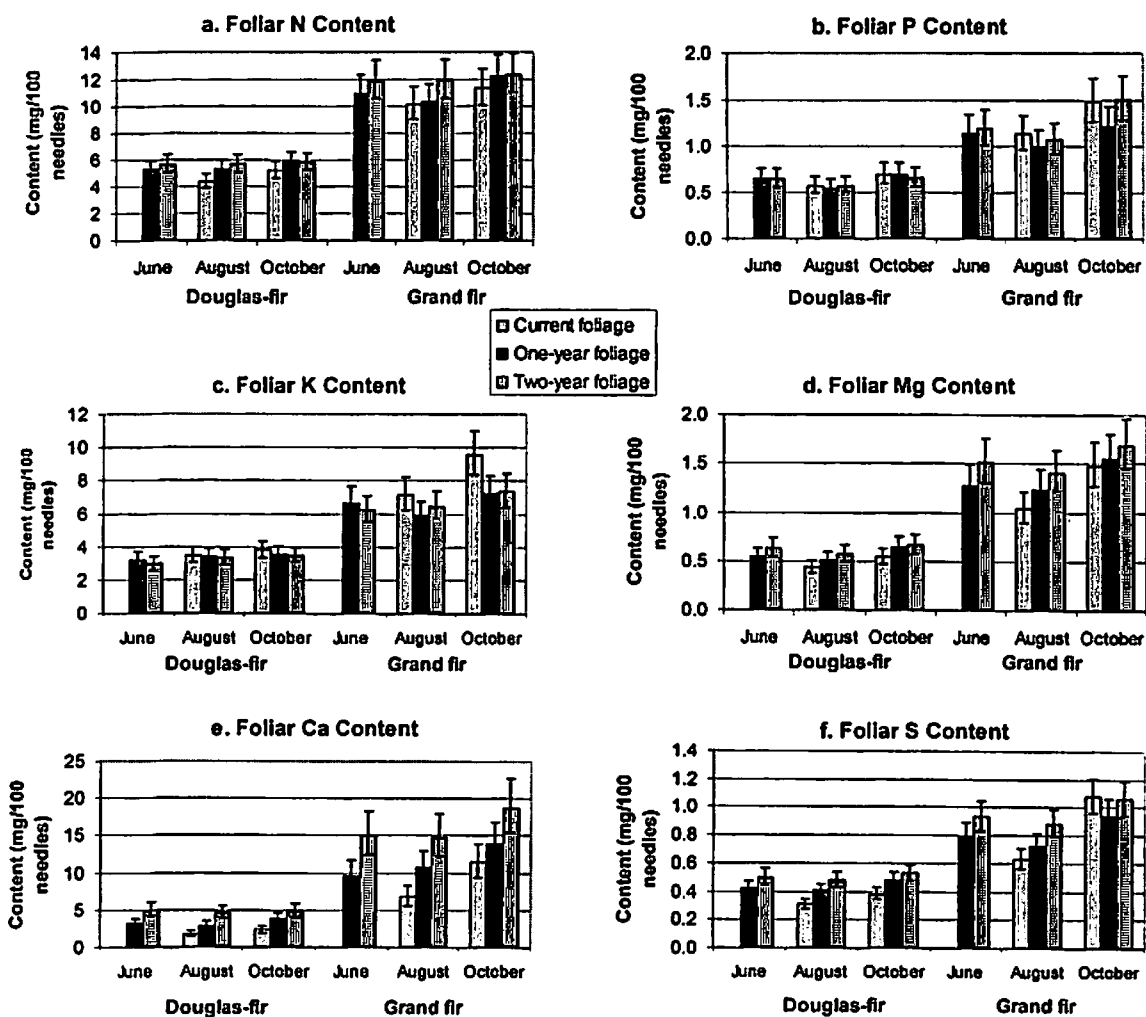 a. Foliar N Content
Content (mg/100 needles)
14
12
10
8
6
4
2
0
June August October June August October
Douglas-fir Grand fir
b. Foliar P Content
Content (mg/100 needles)
2.0
1.5
1.0
0.5
0.0
June August October June August October
Douglas-fir Grand fir
Current foliage
One-year foliage
Two-year foliage
c. Foliar K Content
Content (mg/100 needles)
12
10
8
6
4
2
0
June August October June August October
Douglas-fir Grand fir
d. Foliar Mg Content
Content (mg/100 needles)
2.0
1.5
1.0
0.5
0.0
June August October June August October
Douglas-fir Grand fir
e. Foliar Ca Content
Content (mg/100 needles)
25
20
15
10
5
0
June August October June August October
Douglas-fir Grand fir
f. Foliar S Content
Content (mg/100 needles)
1.4
1.2
1.0
0.8
0.6
0.4
0.2
0.0
June August October June August October
Douglas-fir Grand fir